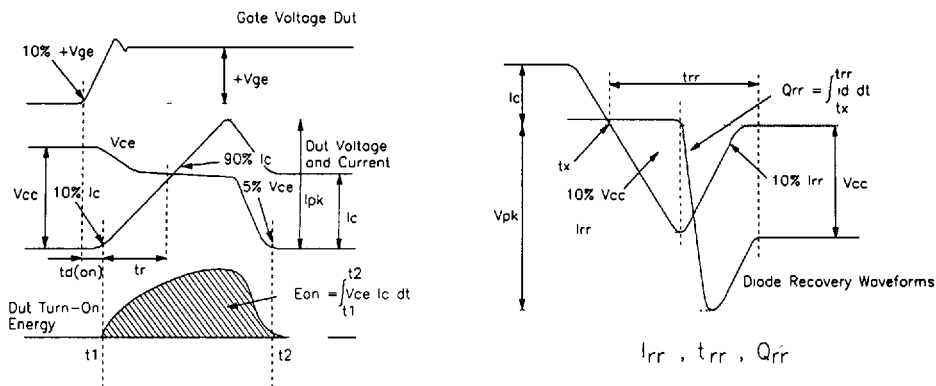 Gate Voltage Dut
10% +Vge
+Vge
Vce
90% Ic
Dut Voltage
and Current
Vcc
10% Ic
5% Vce
Ipk
Ic
td(on)
tr
t2
Eon = ∫ Vce Ic dt
t1
Dut Turn-On
Energy
t1
t2
trr
Ic
trr
Qrr = ∫ id dt
tx
tx
10% Vcc
10% Irr
Vcc
Vpk
Irr
Diode Recovery Waveforms
Irr , trr , Qrr